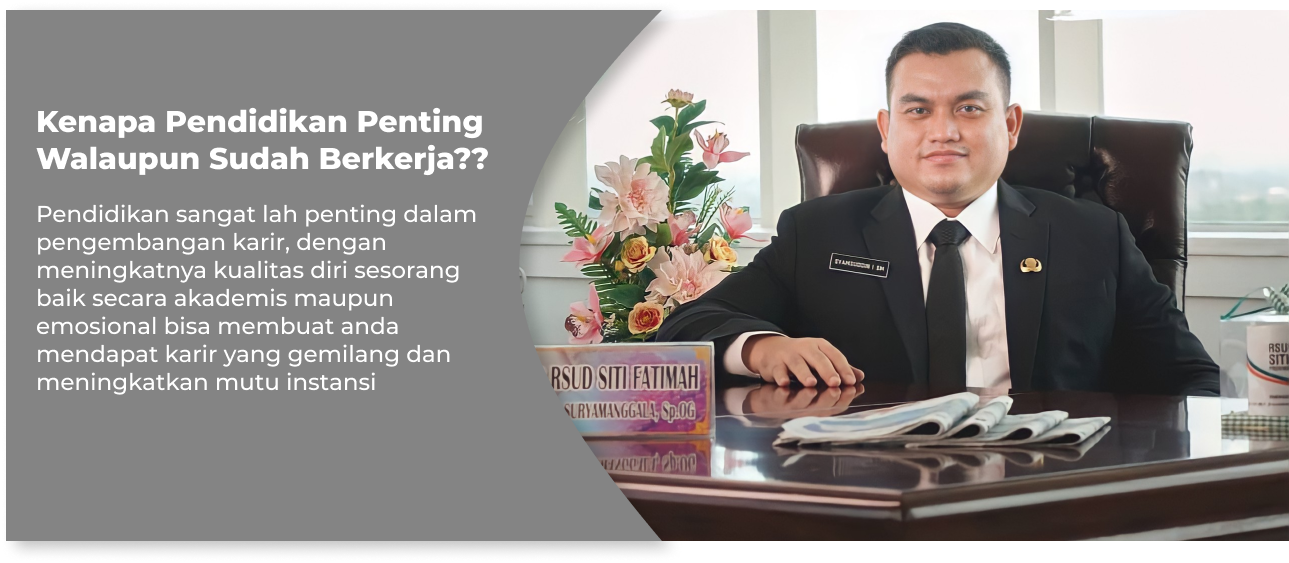 Kenapa Pendidikan Penting
Walaupun Sudah Berkerja??
Pendidikan sangat lah penting dalam
pengembangan karir, dengan
meningkatnya kualitas diri sesorang
baik secara akademis maupun
emosional bisa membuat anda
mendapat karir yang gemilang dan
meningkatkan mutu instansi
RSUD SITI FATIMAH
SURYAMANGGALA, Sp.OG
RSU
SITI